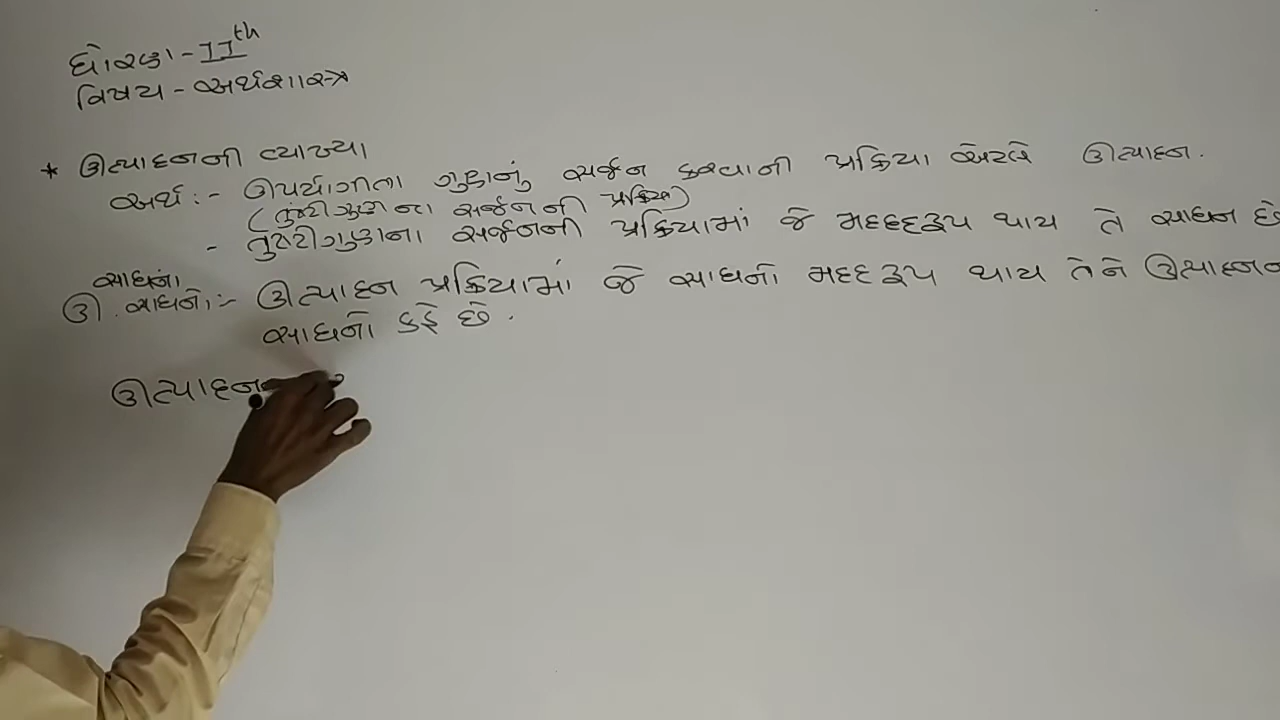 ધોરણ - 11th
વિષય - અર્થશાસ્ત્ર
* ઉત્પાદનની વ્યાખ્યા
અર્થ :- ઉપયોગીતા ગુણનું સર્જન કરવાની પ્રક્રિયા એટલે ઉત્પાદન.
(તુષ્ટીગુણના સર્જનની પ્રક્રિયા)
- તુષ્ટીગુણના સર્જનની પ્રક્રિયામાં જે મદદરૂપ થાય તે સાધન છે
સાધનાં
ઉ. સાધનો :- ઉત્પાદન પ્રક્રિયામાં જે સાધનો મદદરૂપ થાય તેને ઉત્પાદનન
સાધનો કહે છે.
ઉત્પાદન